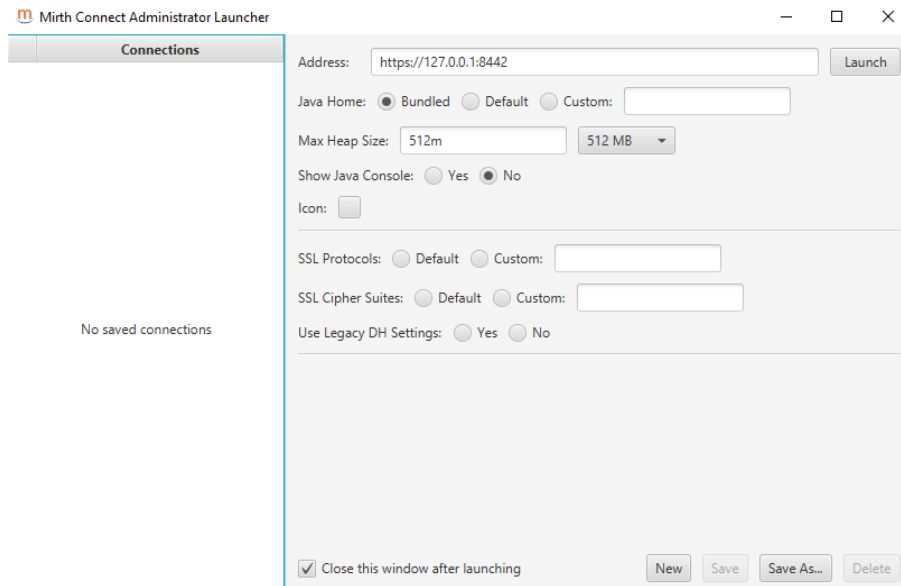 Mirth Connect Administrator Launcher
Connections
No saved connections
Address: https://127.0.0.1:8442 Launch
Java Home: Bundled Default Custom:
Max Heap Size: 512m 512 MB
Show Java Console: Yes No
Icon:
SSL Protocols: Default Custom:
SSL Cipher Suites: Default Custom:
Use Legacy DH Settings: Yes No
Close this window after launching New Save Save As... Delete